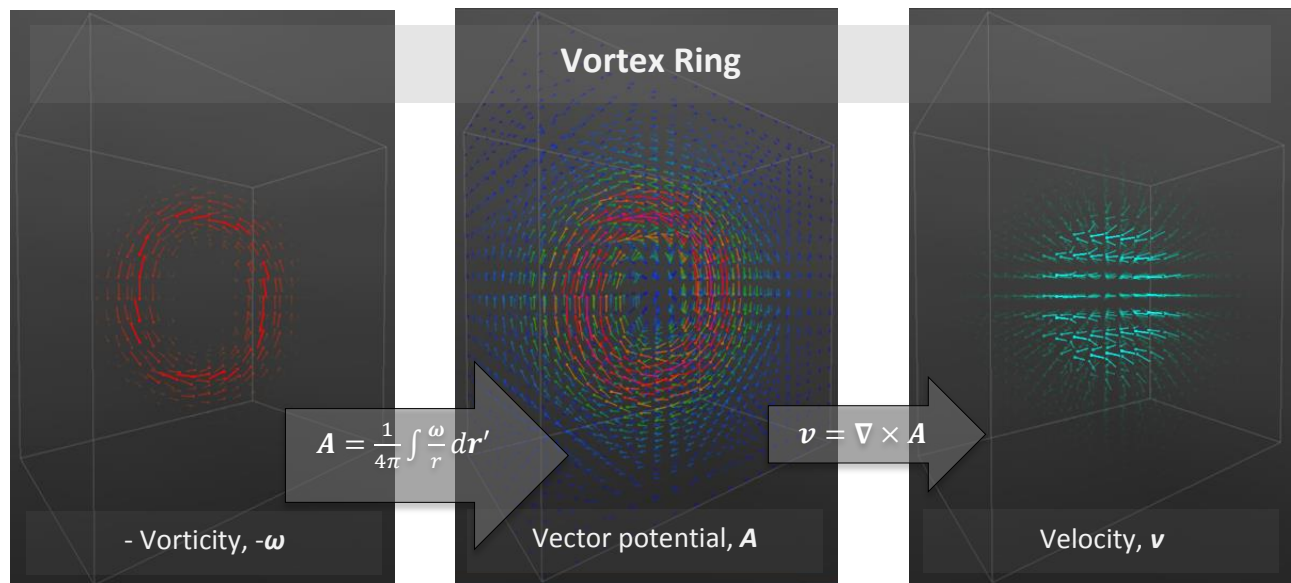 Vortex Ring
𝑨 = 1/4𝜋 ∫ 𝝎/𝑟 𝑑𝒓′
𝒗 = 𝛁 × 𝑨
- Vorticity, -𝝎
Vector potential, 𝑨
Velocity, 𝒗